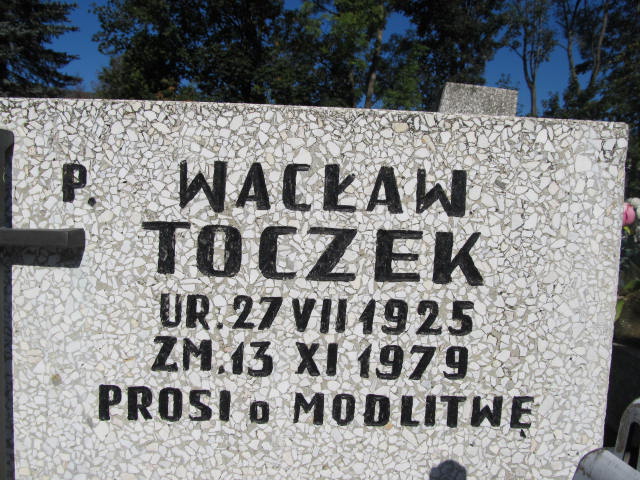 P. WACŁAW
TOCZEK
UR. 27 VII 1925
ZM. 13 XI 1979
PROSI o MODLITWĘ